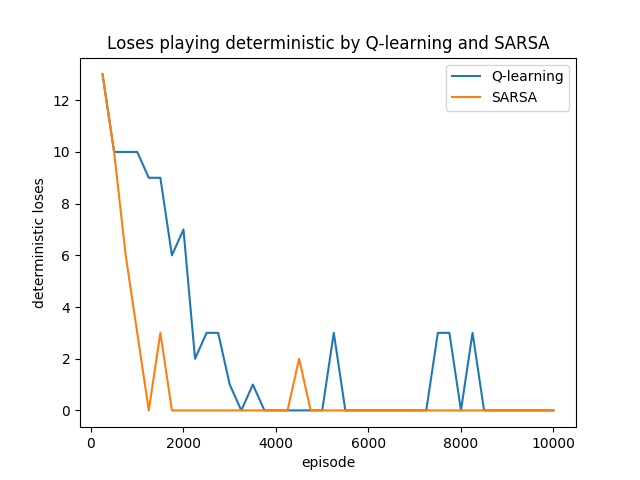 Loses playing deterministic by Q-learning and SARSA
Q-learning
SARSA
deterministic loses
12
10
8
6
4
2
0
0 2000 4000 6000 8000 10000
episode